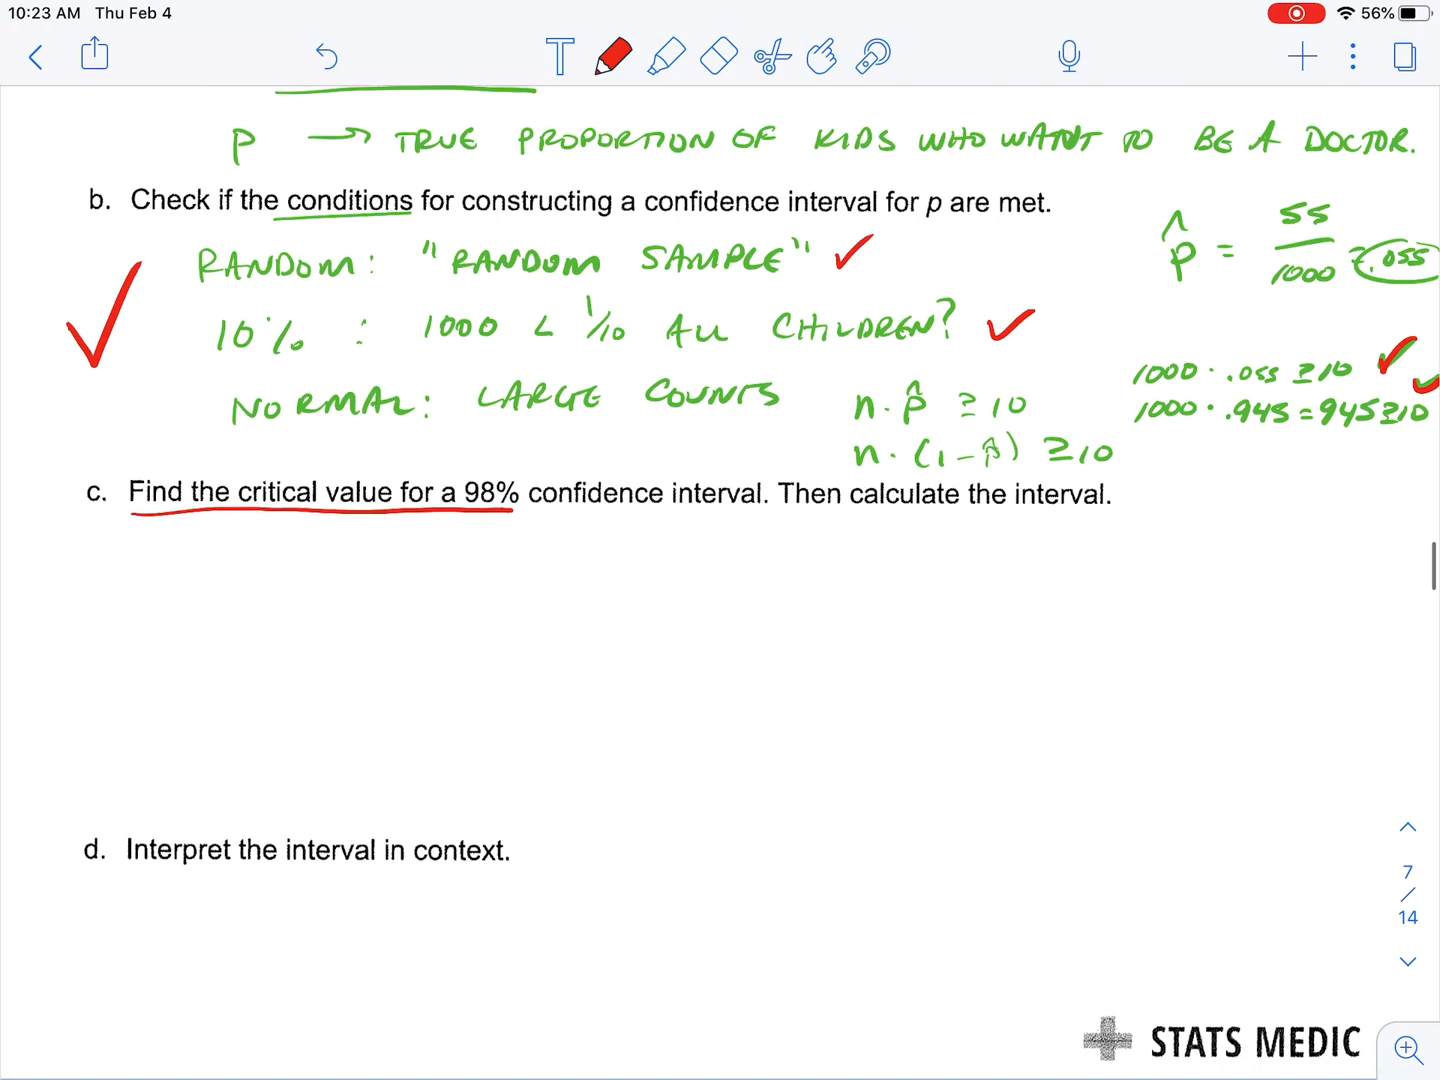 10:23 AM Thu Feb 4
56%
P → TRUE PROPORTION OF KIDS WHO WANT TO BE A DOCTOR.
b. Check if the conditions for constructing a confidence interval for p are met.
p̂ = 55/1000 = .055
RANDOM: "RANDOM SAMPLE" ✓
10% : 1000 < 1/10 ALL CHILDREN? ✓
1000 · .055 ≥ 10 ✓
NORMAL: LARGE COUNTS n · p̂ ≥ 10
1000 · .945 = 945 ≥ 10 ✓
n · (1 - p̂) ≥ 10
c. Find the critical value for a 98% confidence interval. Then calculate the interval.
d. Interpret the interval in context.
7
/
14
STATS MEDIC